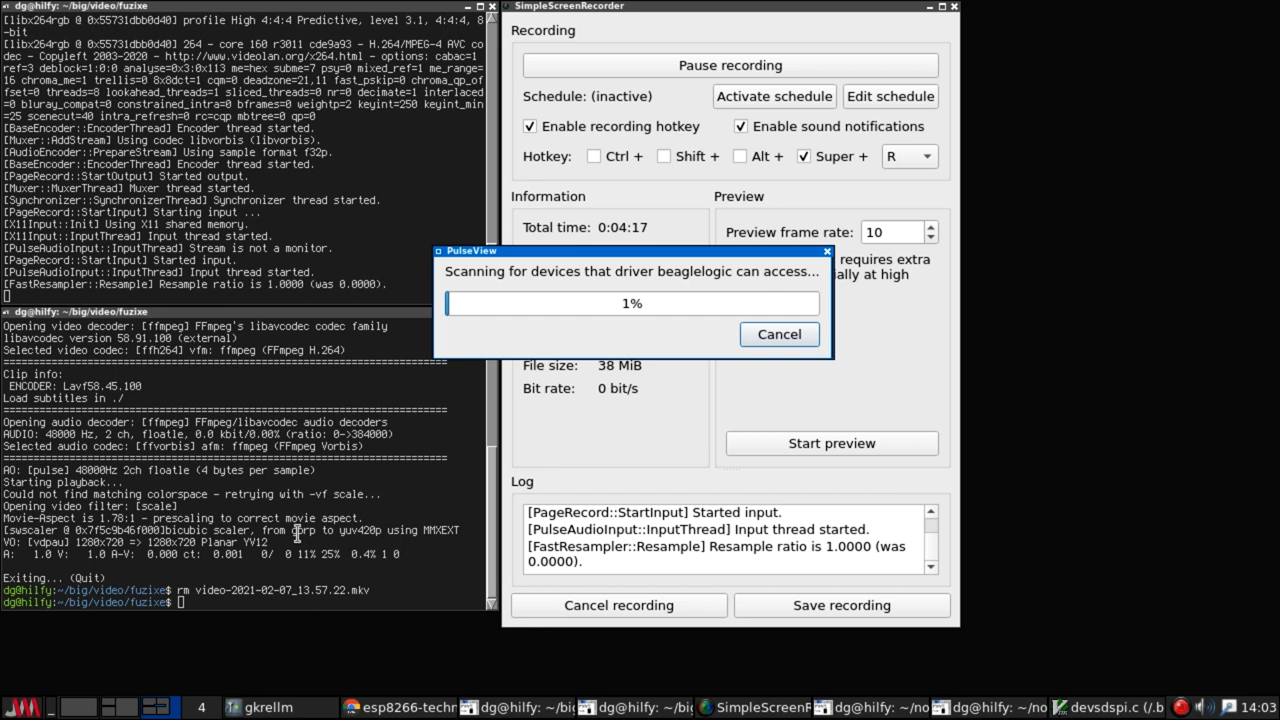 dg@hilfy: ~/big/video/fuzixe
[libx264rgb @ 0x55731dbb0d40] profile High 4:4:4 Predictive, level 3.1, 4:4:4, 8
-bit
[libx264rgb @ 0x55731dbb0d40] 264 - core 160 r3011 cde9a93 - H.264/MPEG-4 AVC co
dec - Copyleft 2003-2020 - http://www.videolan.org/x264.html - options: cabac=1
ref=3 deblock=1:0:0 analyse=0x3:0x113 me=hex subme=7 psy=0 mixed_ref=1 me_range=
16 chroma_me=1 trellis=0 8x8dct=1 cqm=0 deadzone=21,11 fast_pskip=0 chroma_qp_of
fset=0 threads=8 lookahead_threads=1 sliced_threads=0 nr=0 decimate=1 interlaced
=0 bluray_compat=0 constrained_intra=0 bframes=0 weightp=2 keyint=250 keyint_min
=25 scenecut=40 intra_refresh=0 rc=cqp mbtree=0 qp=0
[BaseEncoder::EncoderThread] Encoder thread started.
[Muxer::AddStream] Using codec libvorbis (libvorbis).
[AudioEncoder::PrepareStream] Using sample format f32p.
[BaseEncoder::EncoderThread] Encoder thread started.
[PageRecord::StartOutput] Started output.
[Muxer::MuxerThread] Muxer thread started.
[Synchronizer::SynchronizerThread] Synchronizer thread started.
[PageRecord::StartInput] Starting input ...
[X11Input::Init] Using X11 shared memory.
[X11Input::InputThread] Input thread started.
[PulseAudioInput::InputThread] Stream is not a monitor.
[PageRecord::StartInput] Started input.
[PulseAudioInput::InputThread] Input thread started.
[FastResampler::Resample] Resample ratio is 1.0000 (was 0.0000).
dg@hilfy: ~/big/video/fuzixe
Opening video decoder: [ffmpeg] FFmpeg's libavcodec codec family
libavcodec version 58.91.100 (external)
Selected video codec: [ffh264] vfm: ffmpeg (FFmpeg H.264)
==========================================================================
Clip info:
ENCODER: Lavf58.45.100
Load subtitles in ./
==========================================================================
Opening audio decoder: [ffmpeg] FFmpeg/libavcodec audio decoders
AUDIO: 48000 Hz, 2 ch, floatle, 0.0 kbit/0.00% (ratio: 0->384000)
Selected audio codec: [ffvorbis] afm: ffmpeg (FFmpeg Vorbis)
==========================================================================
AO: [pulse] 48000Hz 2ch floatle (4 bytes per sample)
Starting playback...
Could not find matching colorspace - retrying with -vf scale...
Opening video filter: [scale]
Movie-Aspect is 1.78:1 - prescaling to correct movie aspect.
[swscaler @ 0x7f5c9b45f000]bicubic scaler, from gbrp to yuv420p using MMXEXT
VO: [vdpau] 1280x720 => 1280x720 Planar YV12
A: 1.0 V: 1.0 A-V: 0.000 ct: 0.001 0/ 0 11% 25% 0.4% 1 0
Exiting... (Quit)
dg@hilfy:~/big/video/fuzixe$ rm video-2021-02-07_13.57.22.mkv
dg@hilfy:~/big/video/fuzixe$
SimpleScreenRecorder
Recording
Pause recording
Schedule: (inactive) Activate schedule Edit schedule
Enable recording hotkey Enable sound notifications
Hotkey: Ctrl + Shift + Alt + Super + R
Information
Total time: 0:04:17
File size: 38 MiB
Bit rate: 0 bit/s
Preview
Preview frame rate: 10
requires extra
ially at high
Start preview
PulseView
Scanning for devices that driver beaglelogic can access...
1%
Cancel
Log
[PageRecord::StartInput] Started input.
[PulseAudioInput::InputThread] Input thread started.
[FastResampler::Resample] Resample ratio is 1.0000 (was
0.0000).
Cancel recording Save recording
4 gkrellm esp8266-techn dg@hilfy: ~/big dg@hilfy: ~/big SimpleScreenR dg@hilfy: ~/no dg@hilfy: ~/no devsdspi.c (/.b 14:03